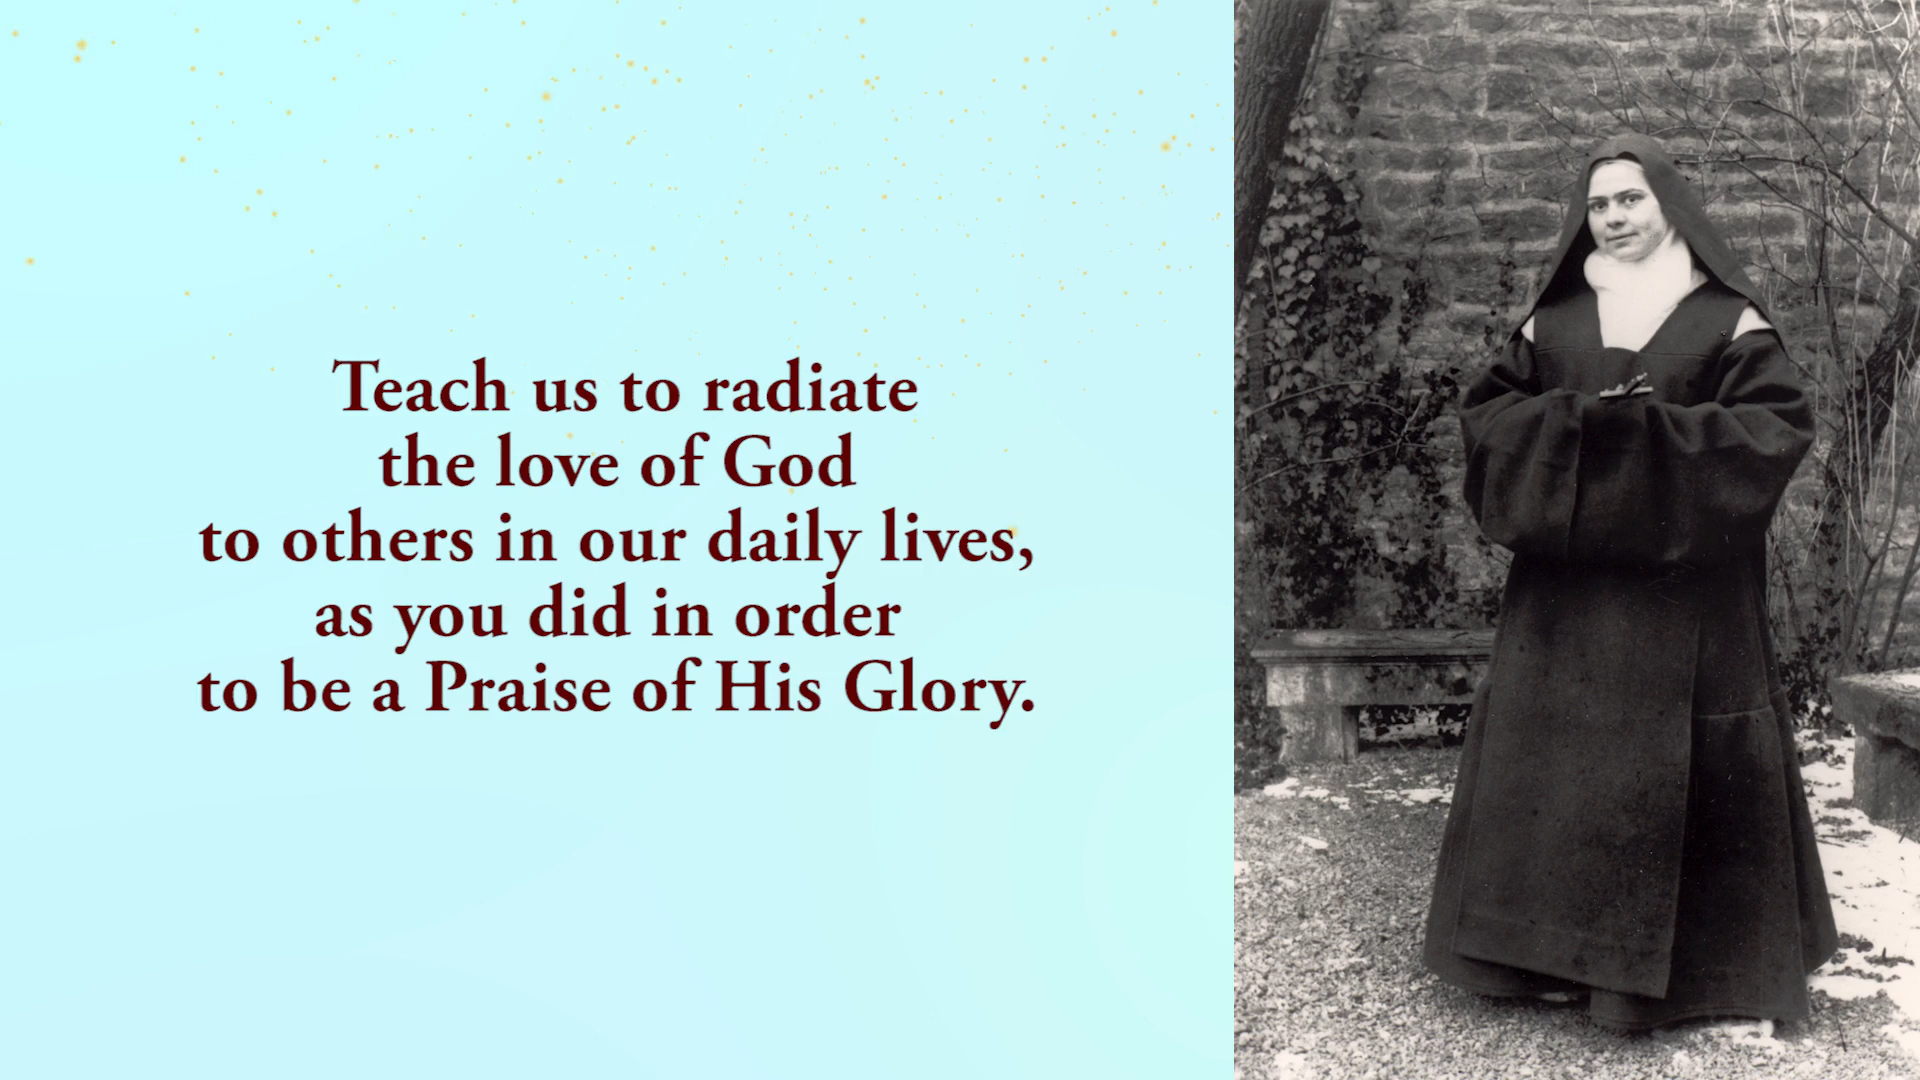 Teach us to radiate
the love of God
to others in our daily lives,
as you did in order
to be a Praise of His Glory.